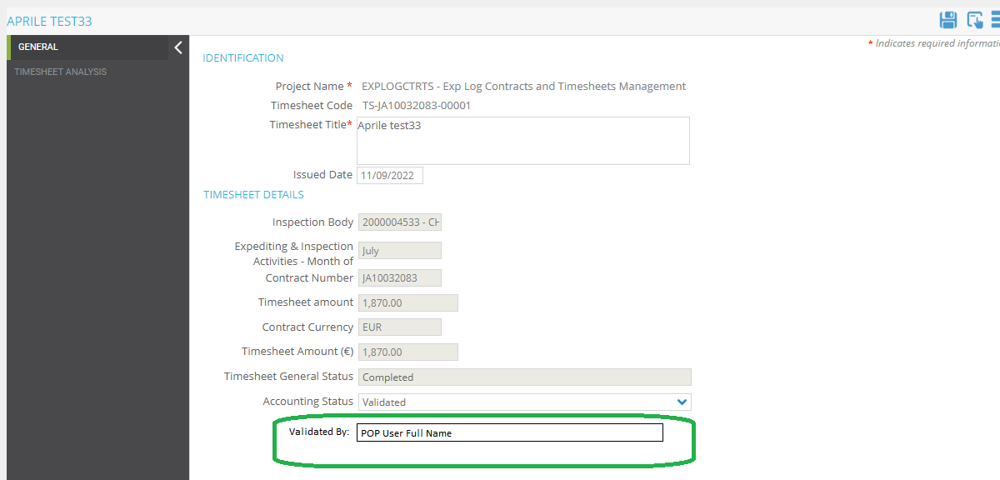 APRILE TEST33
GENERAL
TIMESHEET ANALYSIS
* Indicates required informati
IDENTIFICATION
Project Name * EXPLOGCTRTS - Exp Log Contracts and Timesheets Management
Timesheet Code TS-JA10032083-00001
Timesheet Title* Aprile test33
Issued Date 11/09/2022
TIMESHEET DETAILS
Inspection Body 2000004533 - CH
Expediting & Inspection
Activities - Month of July
Contract Number JA10032083
Timesheet amount 1,870.00
Contract Currency EUR
Timesheet Amount (€) 1,870.00
Timesheet General Status Completed
Accounting Status Validated
Validated By: POP User Full Name